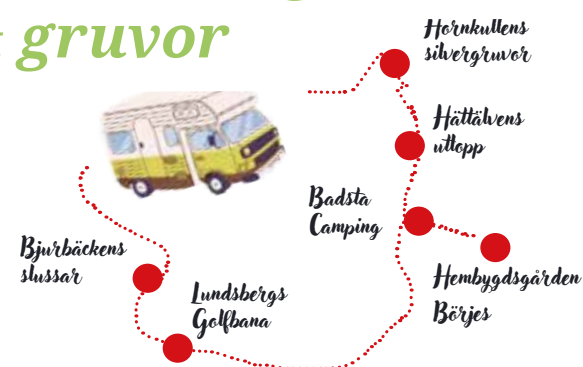 gruvor
Hornkullens
silvergruvor
Hättälvens
utlopp
Badsta
Camping
Bjurbäckens
slussar
Lundsbergs
Golfbana
Hembygdsgården
Börjes